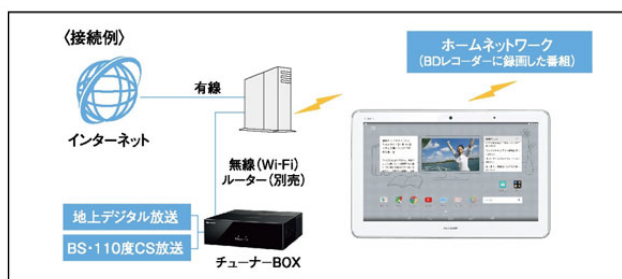 〈接続例〉
有線
インターネット
無線(Wi-Fi)
ルーター(別売)
地上デジタル放送
BS・110度CS放送
チューナーBOX
ホームネットワーク
(BDレコーダーに録画した番組)